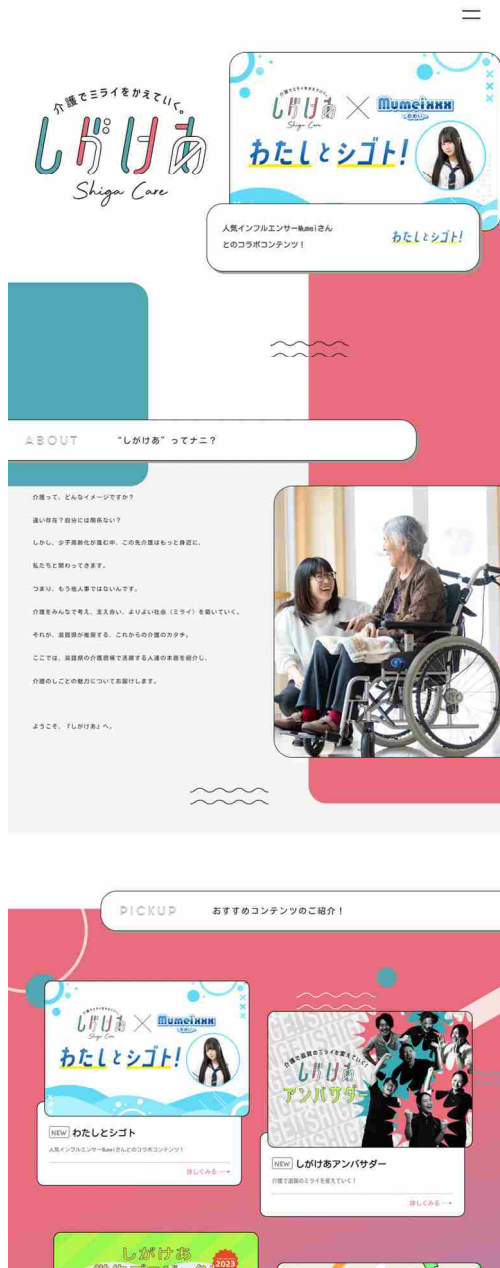 介護でミライをかえていく。
しがけあ
Shiga Care
しがけあ × Mumeixxx
わたしとシゴト!
人気インフルエンサーMumeiさん
とのコラボコンテンツ！
わたしとシゴト!
ABOUT
“しがけあ”ってナニ？
介護って、どんなイメージですか？
遠い存在？自分には関係ない？
しかし、少子高齢化が進む中、この先介護はもっと身近に、
私たちと関わってきます。
つまり、もう他人事ではないんです。
介護をみんなで考え、支え合い、よりよい社会（ミライ）を築いていく。
それが、滋賀県が推奨する、これからの介護のカタチ。
ここでは、滋賀県の介護現場で活躍する人達の本音を紹介し、
介護のしごとの魅力についてお届けします。
ようこそ、『しがけあ』へ。
PICKUP
おすすめコンテンツのご紹介！
しがけあ × Mumeixxx
わたしとシゴト!
NEW わたしとシゴト
人気インフルエンサーMumeiさんとのコラボコンテンツ！
詳しくみる
介護で滋賀のミライを変えていく!
しがけあ
アンバサダー
NEW しがけあアンバサダー
介護で滋賀のミライを変えていく！
詳しくみる
しがけあ
2023